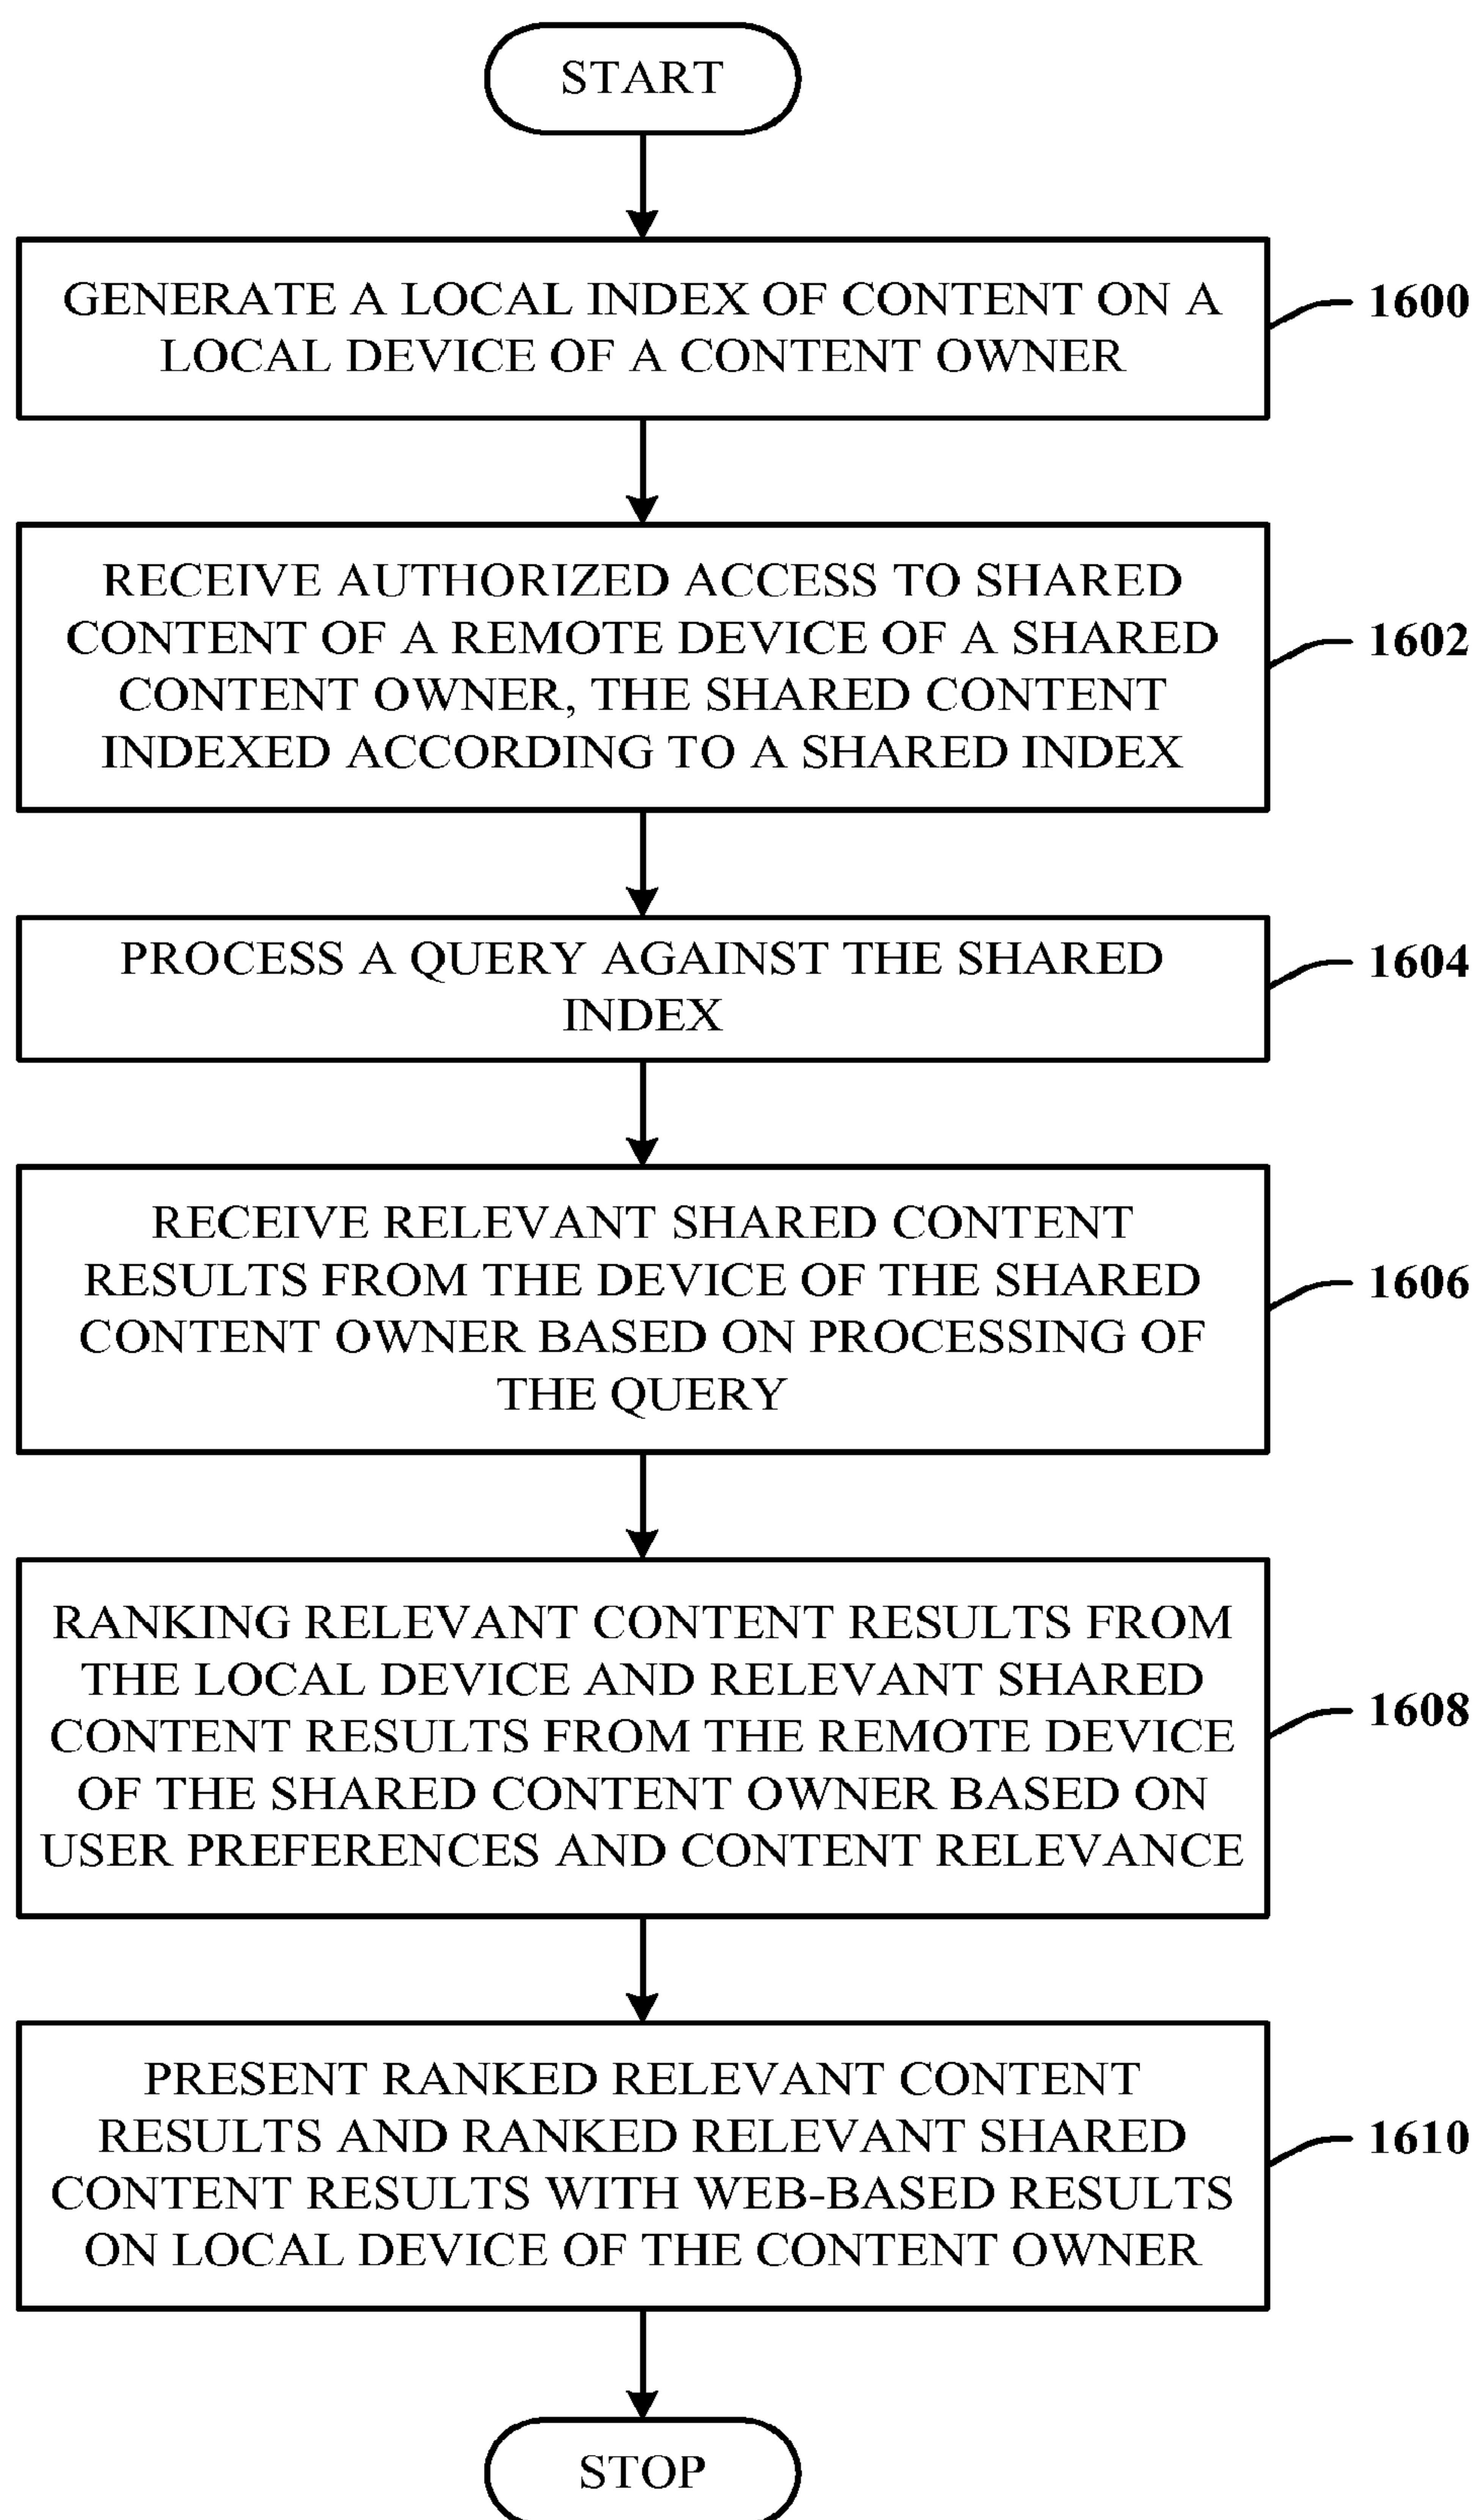 START
GENERATE A LOCAL INDEX OF CONTENT ON A
LOCAL DEVICE OF A CONTENT OWNER
1600
RECEIVE AUTHORIZED ACCESS TO SHARED
CONTENT OF A REMOTE DEVICE OF A SHARED
CONTENT OWNER, THE SHARED CONTENT
INDEXED ACCORDING TO A SHARED INDEX
1602
PROCESS A QUERY AGAINST THE SHARED
INDEX
1604
RECEIVE RELEVANT SHARED CONTENT
RESULTS FROM THE DEVICE OF THE SHARED
CONTENT OWNER BASED ON PROCESSING OF
THE QUERY
1606
RANKING RELEVANT CONTENT RESULTS FROM
THE LOCAL DEVICE AND RELEVANT SHARED
CONTENT RESULTS FROM THE REMOTE DEVICE
OF THE SHARED CONTENT OWNER BASED ON
USER PREFERENCES AND CONTENT RELEVANCE
1608
PRESENT RANKED RELEVANT CONTENT
RESULTS AND RANKED RELEVANT SHARED
CONTENT RESULTS WITH WEB-BASED RESULTS
ON LOCAL DEVICE OF THE CONTENT OWNER
1610
STOP